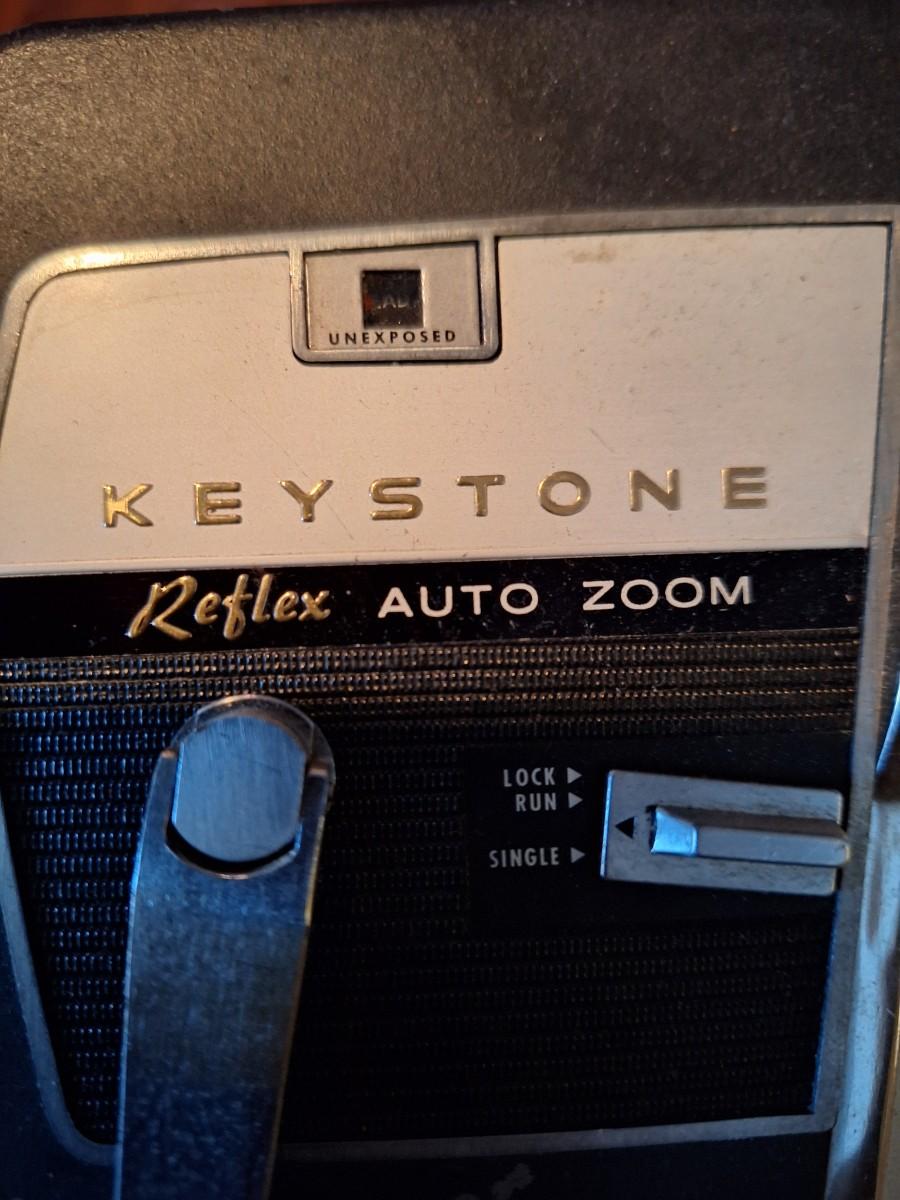 UNEXPOSED
KEYSTONE
Reflex AUTO ZOOM
LOCK
RUN
SINGLE